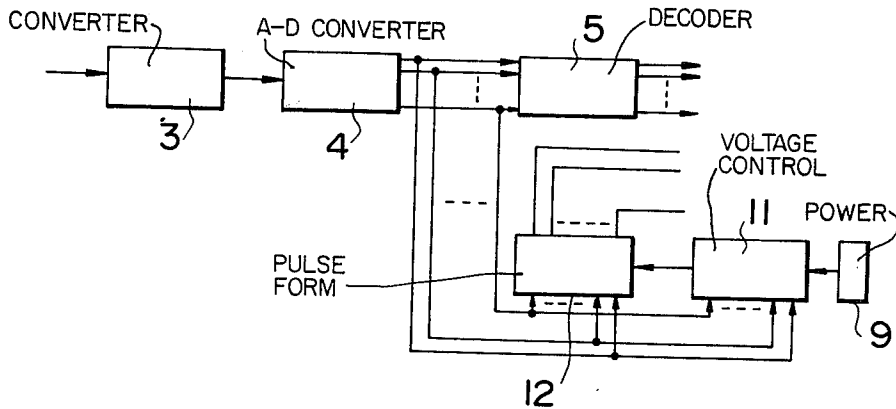 CONVERTER
A-D CONVERTER
5
DECODER
3
4
VOLTAGE
CONTROL
11
POWER
PULSE
FORM
12
9